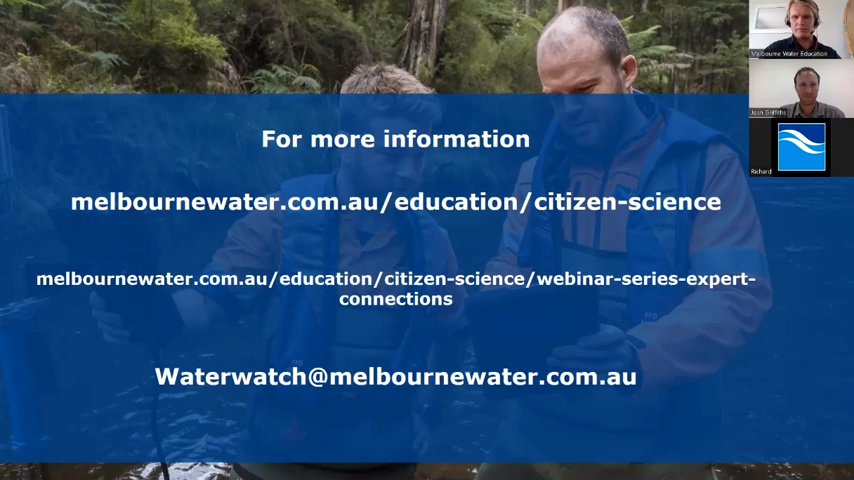 For more information
melbournewater.com.au/education/citizen-science
melbournewater.com.au/education/citizen-science/webinar-series-expert-
connections
Waterwatch@melbournewater.com.au
Melbourne Water Education
Josh Griffiths
Richard